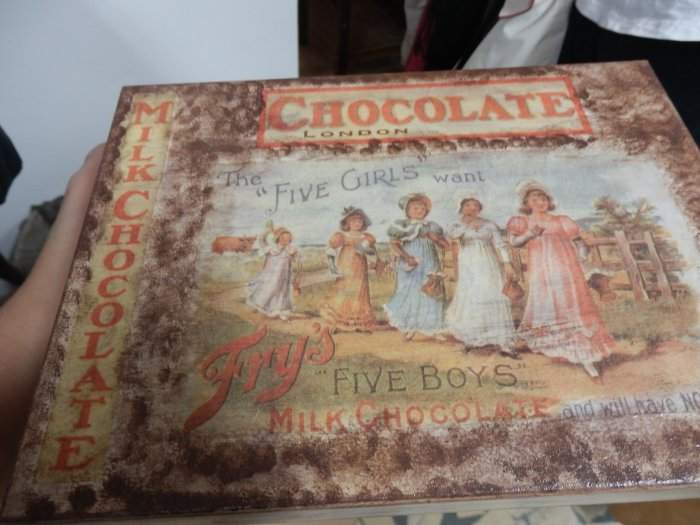 CHOCOLATE
LONDON
MILK CHOCOLATE
The "FIVE GIRLS" want
Fry's
"FIVE BOYS"
MILK CHOCOLATE and will have NO